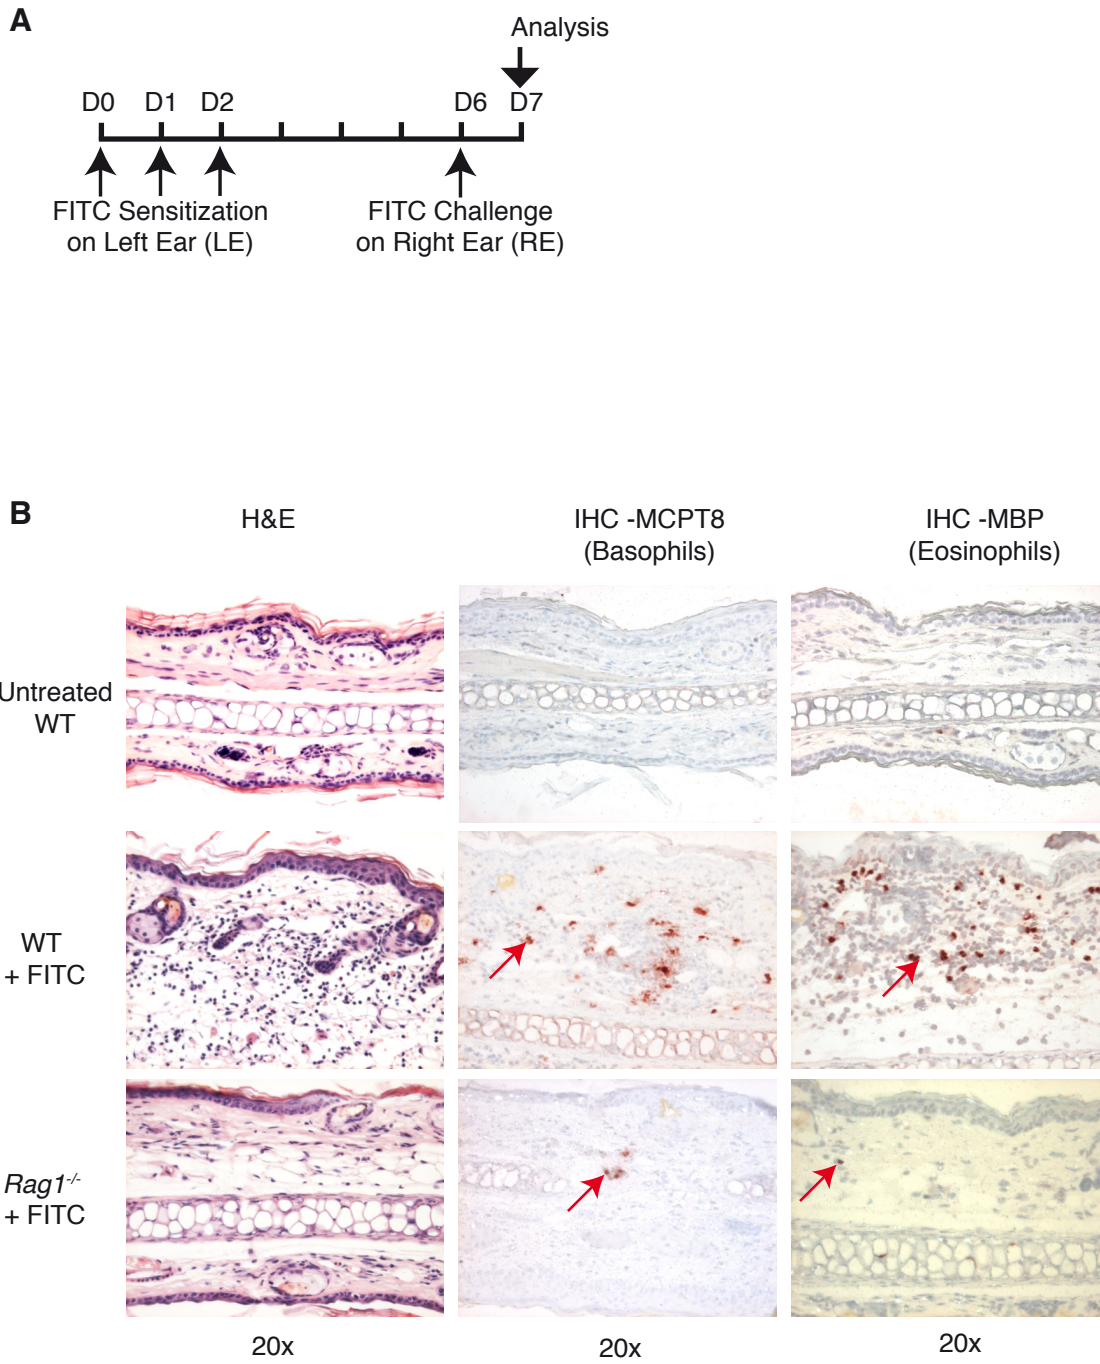 A
Analysis
D0 D1 D2 D6 D7
FITC Sensitization
on Left Ear (LE)
FITC Challenge
on Right Ear (RE)
B
H&E
IHC -MCPT8
(Basophils)
IHC -MBP
(Eosinophils)
Untreated
WT
WT
+ FITC
Rag1-/-
+ FITC
20x 20x 20x